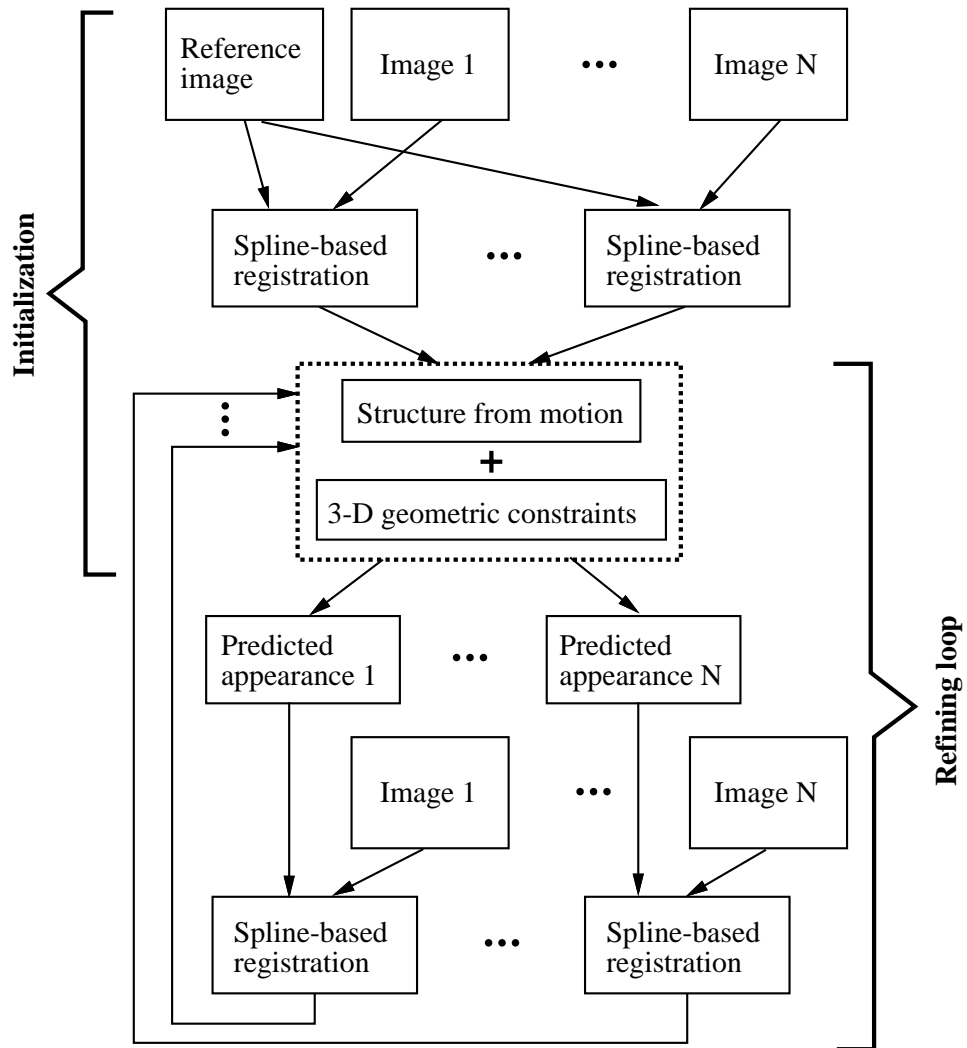 Reference
image
Image 1
...
Image N
Initialization
Spline-based
registration
...
Spline-based
registration
...
Structure from motion
+
3-D geometric constraints
Predicted
appearance 1
...
Predicted
appearance N
Refining loop
Image 1
...
Image N
Spline-based
registration
...
Spline-based
registration